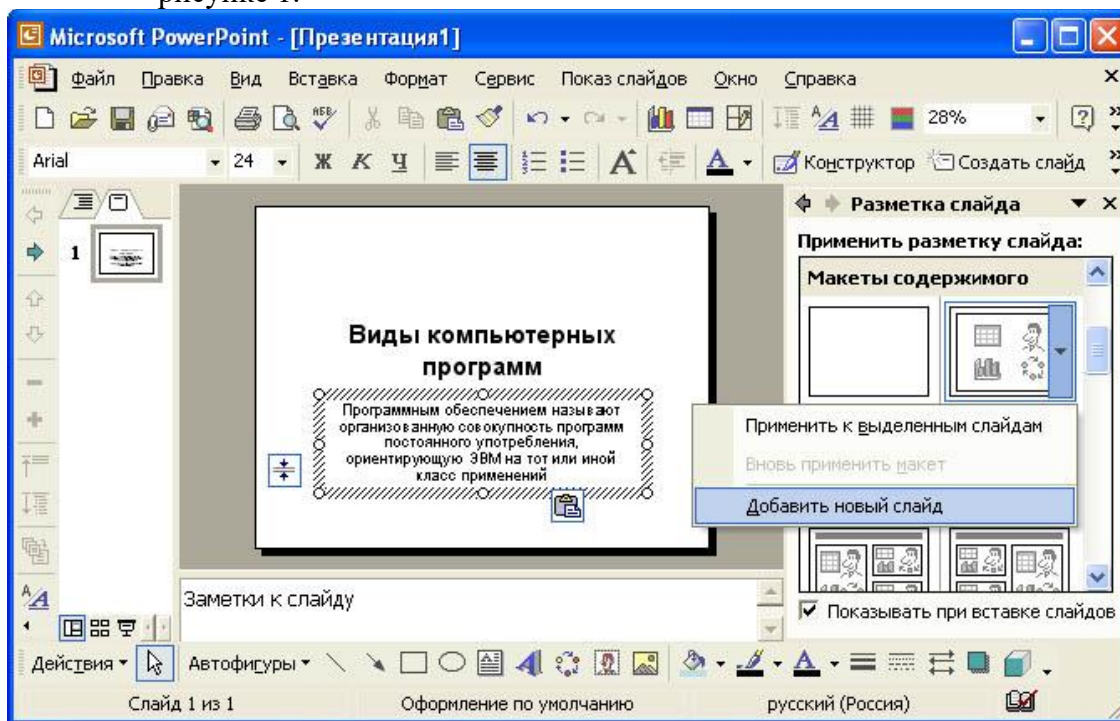 рисунке 1.
Microsoft PowerPoint - [Презентация1]
Файл Правка Вид Вставка Формат Сервис Показ слайдов Окно Справка
28%
Arial 24 Ж К Ч Конструктор Создать слайд
Разметка слайда
1
Применить разметку слайда:
Макеты содержимого
Виды компьютерных
программ
Программным обеспечением называют
организованную совокупность программ
постоянного употребления,
ориентирующую ЭВМ на тот или иной
класс применений
Применить к выделенным слайдам
Вновь применить макет
Добавить новый слайд
Заметки к слайду
Показывать при вставке слайдов
Действия Автофигуры
Слайд 1 из 1 Оформление по умолчанию русский (Россия)